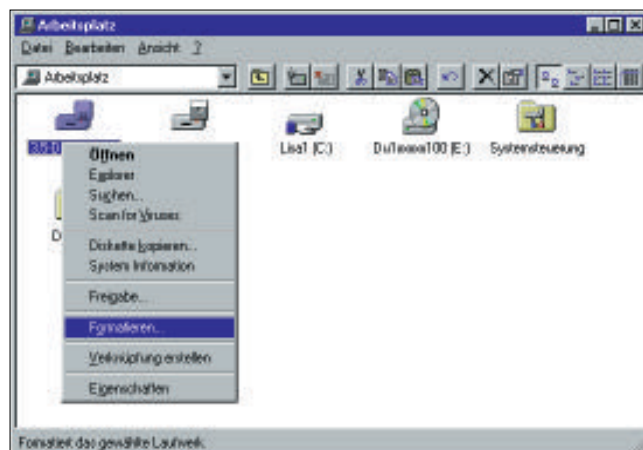 Arbeitsplatz
Datei Bearbeiten Ansicht ?
Arbeitsplatz
Lisa1 (C:)
(E:)
Systemsteuerung
Öffnen
Explorer
Suchen...
Scan for Viruses
Diskette kopieren...
System Information
Freigabe...
Formatieren...
Verknüpfung erstellen
Eigenschaften
Formatiert das gewählte Laufwerk.